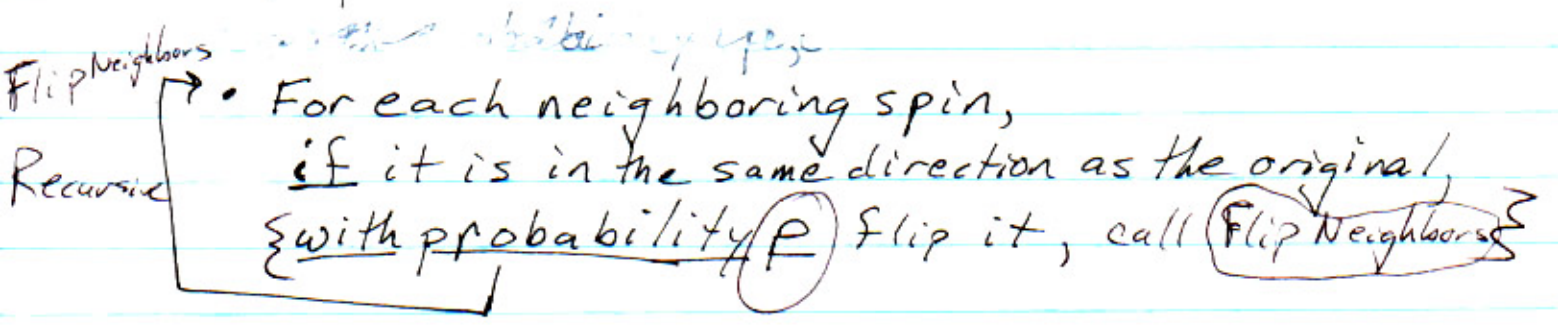 FlipNeighbors
• For each neighboring spin,
Recursive
if it is in the same direction as the original,
{with probability p flip it, call FlipNeighbors}